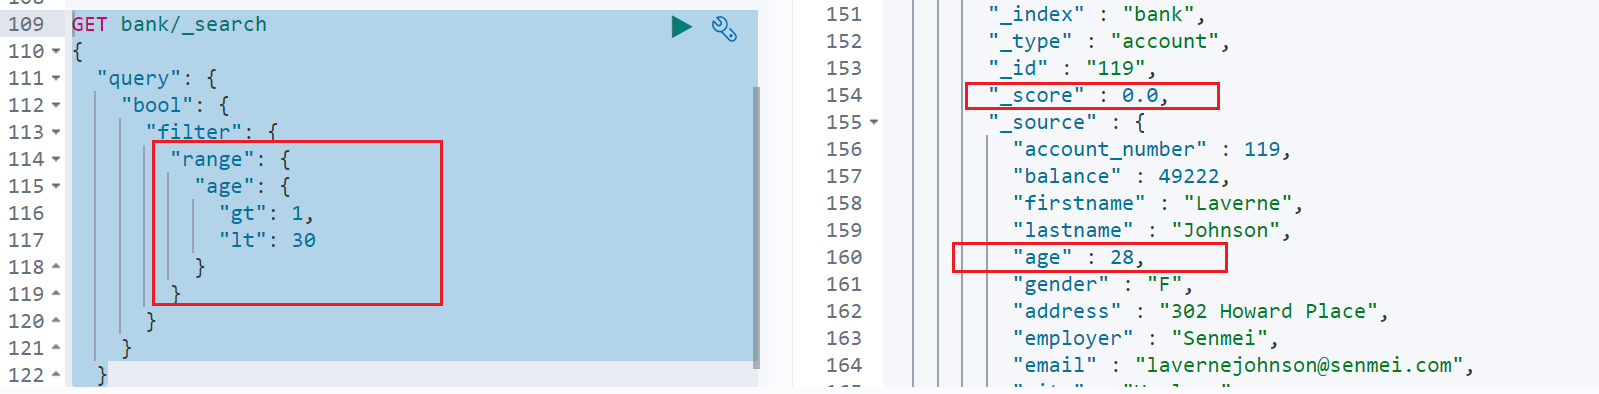 109 GET bank/_search
110 {
111 "query": {
112 "bool": {
113 "filter": {
114 "range": {
115 "age": {
116 "gt": 1,
117 "lt": 30
118 }
119 }
120 }
121 }
122 }
151 "_index" : "bank",
152 "_type" : "account",
153 "_id" : "119",
154 "_score" : 0.0,
155 "_source" : {
156 "account_number" : 119,
157 "balance" : 49222,
158 "firstname" : "Laverne",
159 "lastname" : "Johnson",
160 "age" : 28,
161 "gender" : "F",
162 "address" : "302 Howard Place",
163 "employer" : "Senmei",
164 "email" : "lavernejohnson@senmei.com",